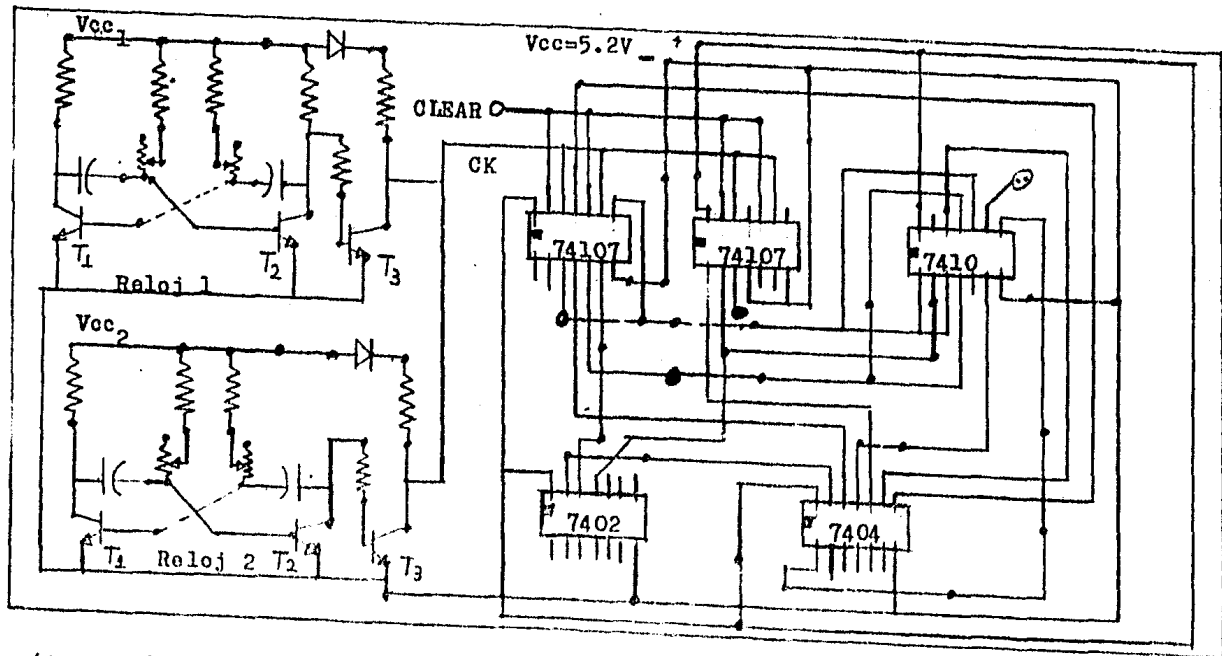 Vcc1
Vcc=5.2V - +
CLEAR
CK
T1
T2
T3
Reloj 1
74107
74107
7410
Vcc2
7402
7404
T1
Reloj 2
T2
T3